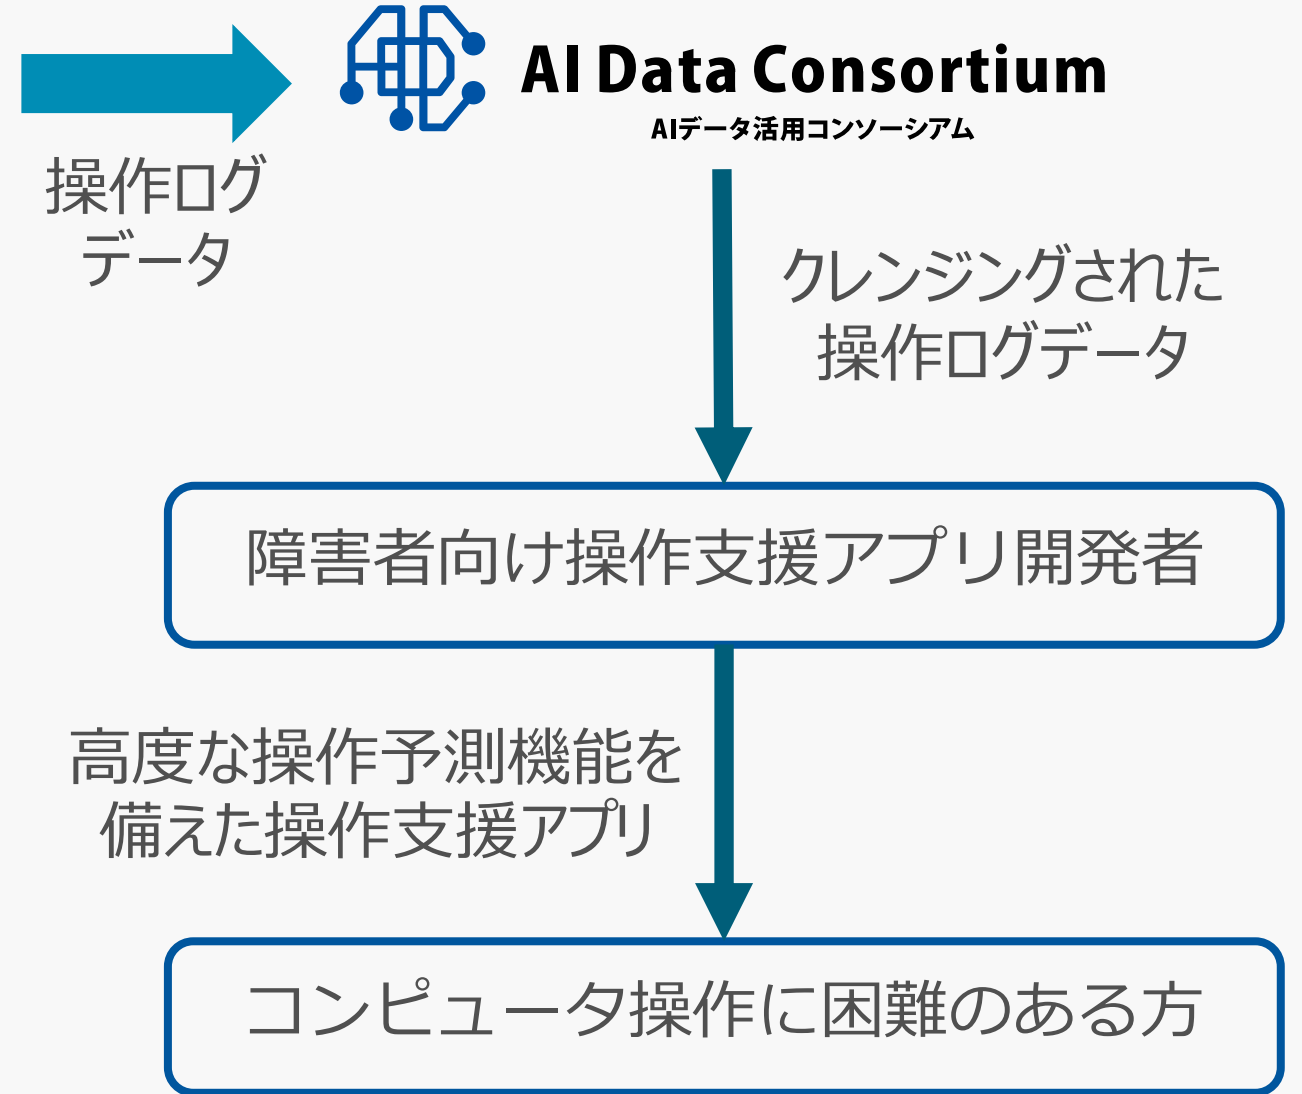 AI Data Consortium
AIデータ活用コンソーシアム
操作ログ
データ
クレンジングされた
操作ログデータ
障害者向け操作支援アプリ開発者
高度な操作予測機能を
備えた操作支援アプリ
コンピュータ操作に困難のある方